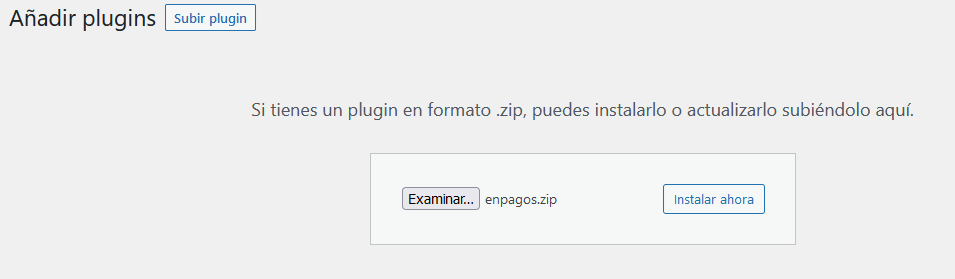 Añadir plugins Subir plugin
Si tienes un plugin en formato .zip, puedes instalarlo o actualizarlo subiéndolo aquí.
Examinar... enpagos.zip Instalar ahora